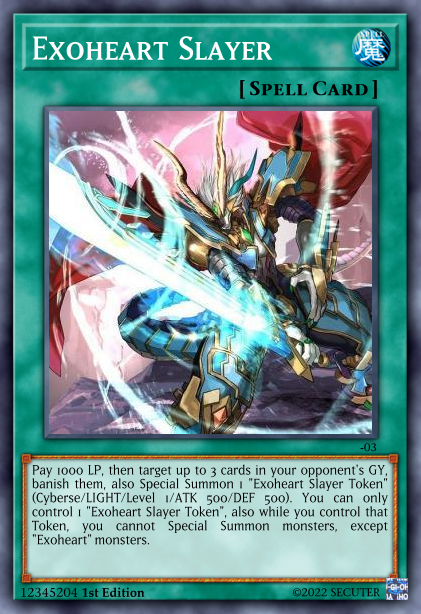 Exoheart Slayer
魔
[ Spell Card ]
-03
Pay 1000 LP, then target up to 3 cards in your opponent's GY,
banish them, also Special Summon 1 "Exoheart Slayer Token"
(Cyberse/LIGHT/Level 1/ATK 500/DEF 500). You can only
control 1 "Exoheart Slayer Token", also while you control that
Token, you cannot Special Summon monsters, except
"Exoheart" monsters.
12345204 1st Edition
©2022 SECUTER